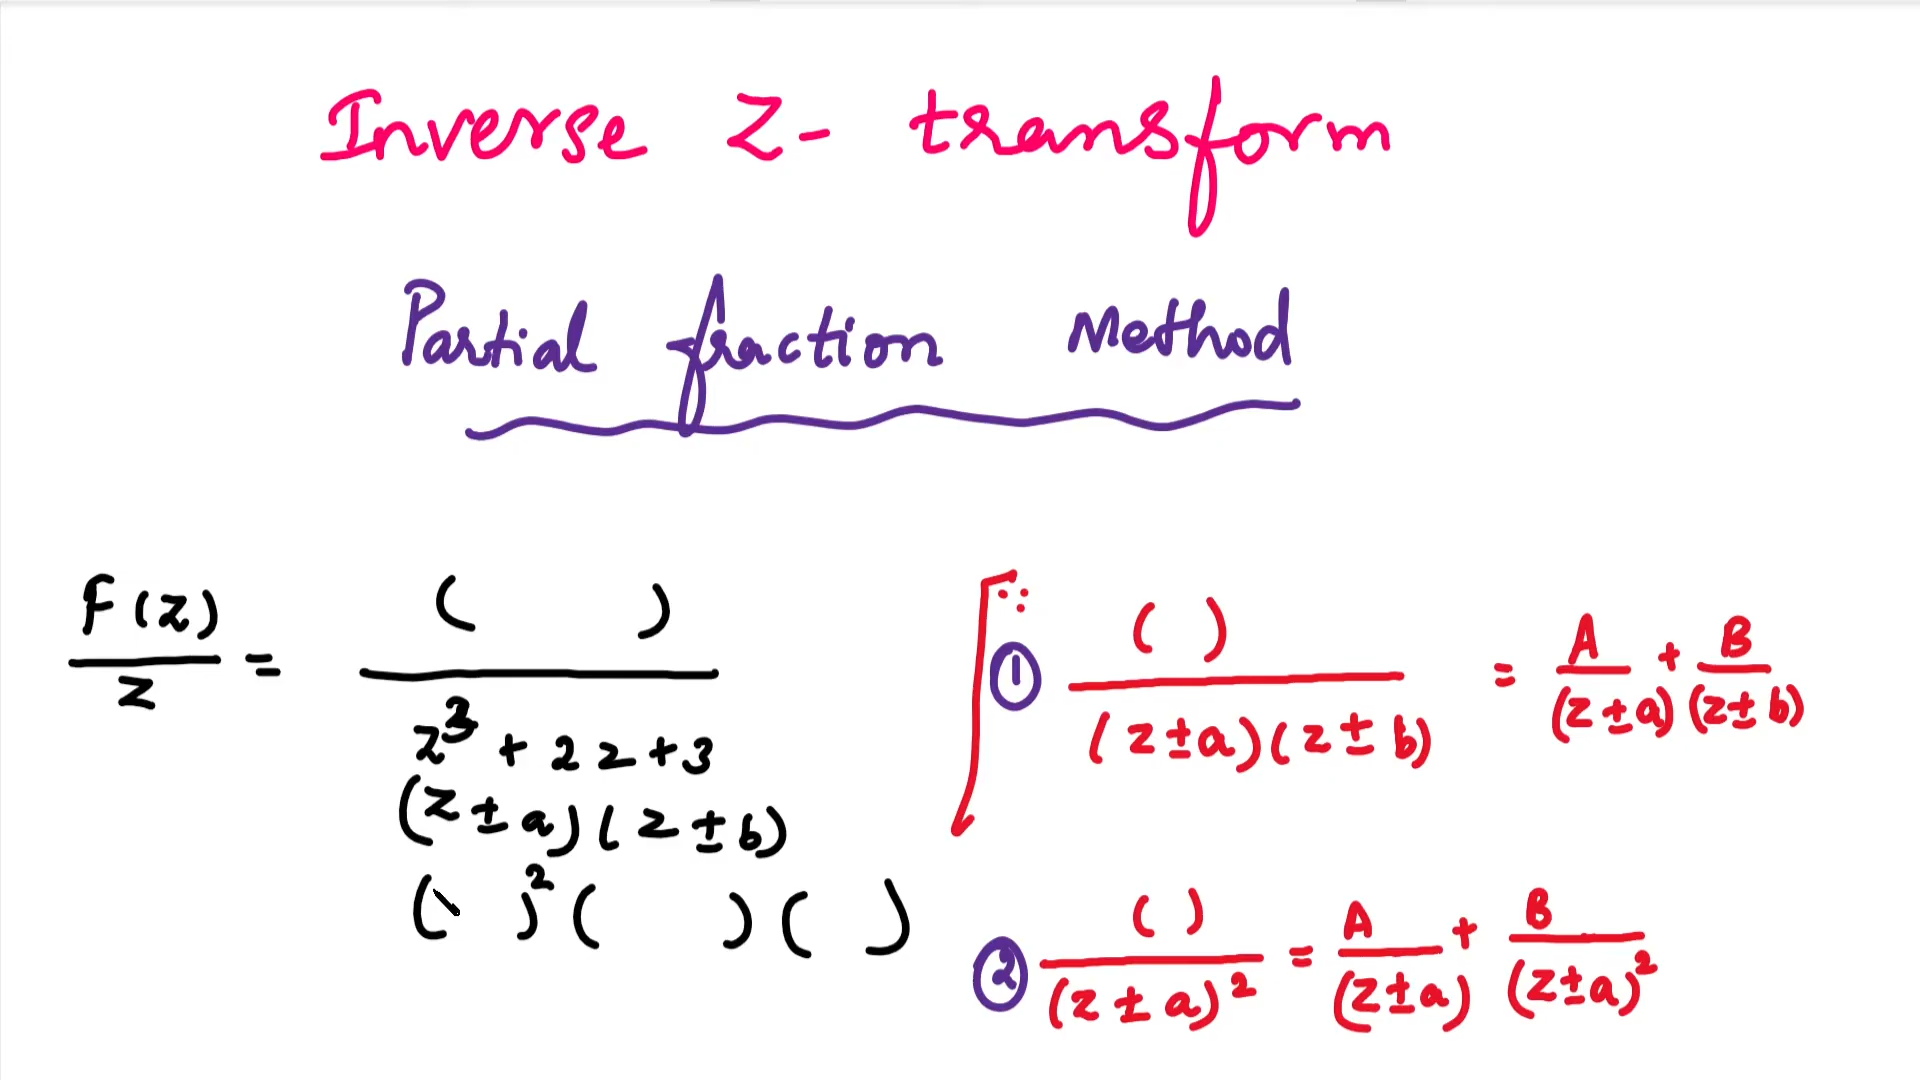 Inverse Z- transform
Partial fraction Method
F(z)/z = ( )/
z³ + 2z + 3
(z ± a)(z ± b)
( )²( )( )
∵
① ( )/(z ± a)(z ± b) = A/(z ± a) + B/(z ± b)
② ( )/(z ± a)² = A/(z ± a) + B/(z ± a)²